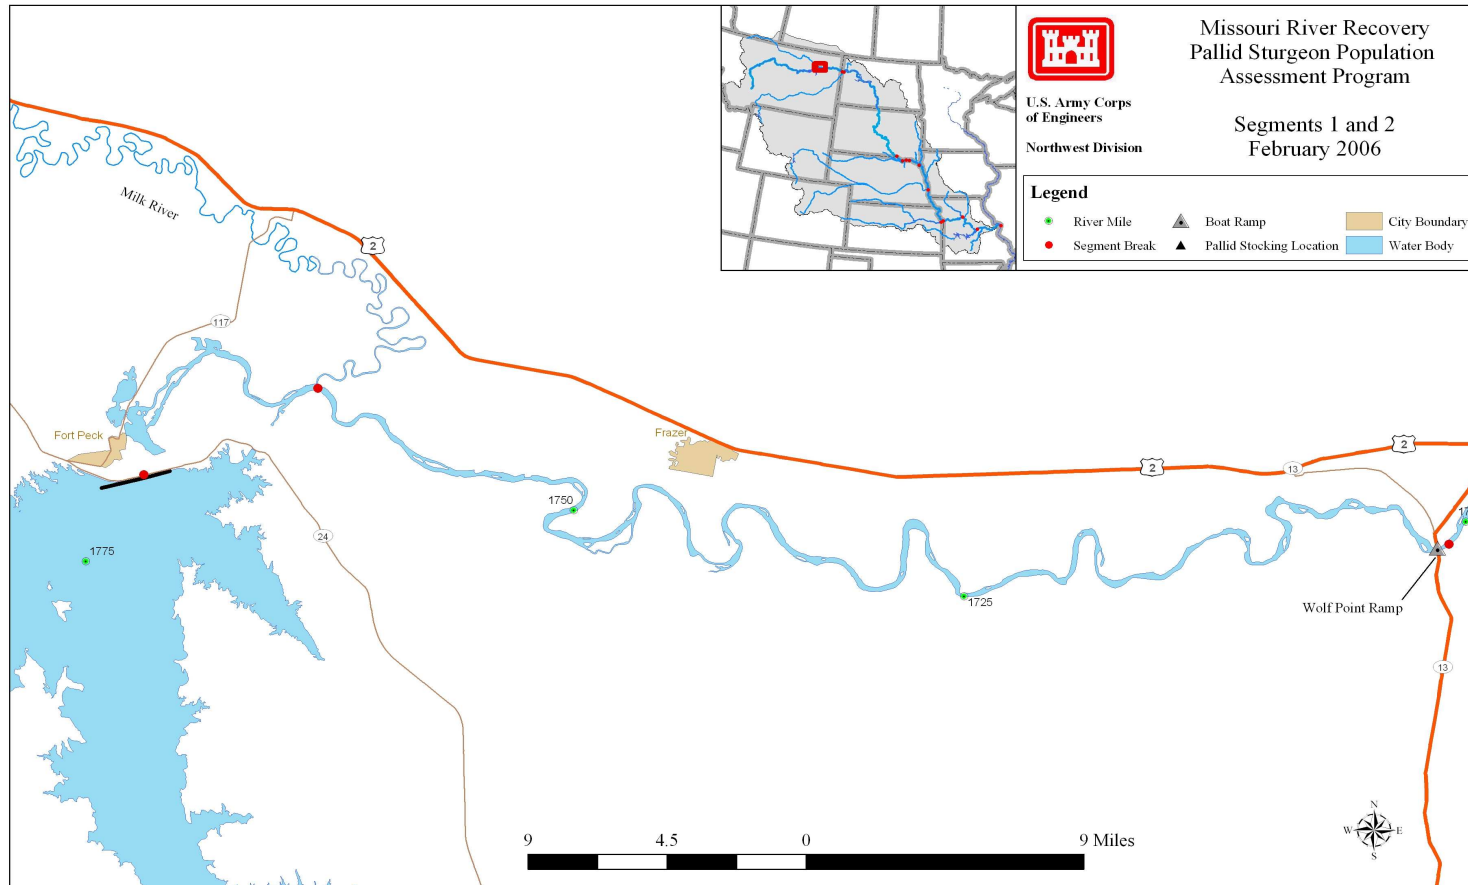 Missouri River Recovery
Pallid Sturgeon Population
Assessment Program
Segments 1 and 2
February 2006
U.S. Army Corps
of Engineers
Northwest Division
Legend
River Mile
Boat Ramp
City Boundary
Segment Break
Pallid Stocking Location
Water Body
Milk River
2
117
Fort Peck
Frazer
2
2
13
1750
24
1775
1725
Wolf Point Ramp
13
N
W E
S
9 4.5 0 9 Miles